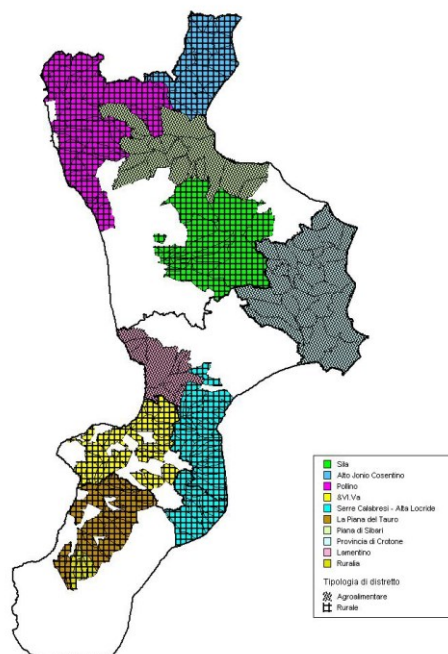 Sila
Alto Jonio Cosentino
Pollino
&VI.Va
Serre Calabresi - Alta Locride
La Piana del Tauro
Piana di Sibari
Provincia di Crotone
Lamentino
Ruralia
Tipologia di distretto
Agroalimentare
Rurale